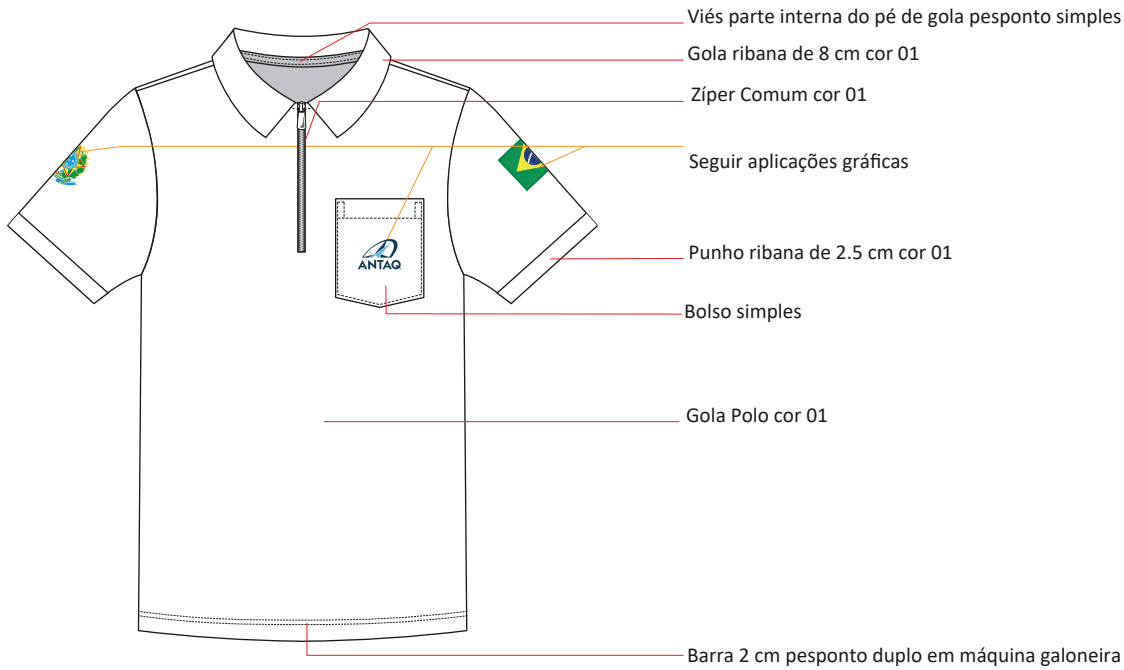 Viés parte interna do pé de gola pesponto simples
Gola ribana de 8 cm cor 01
Zíper Comum cor 01
Seguir aplicações gráficas
ANTAQ
Punho ribana de 2.5 cm cor 01
Bolso simples
Gola Polo cor 01
Barra 2 cm pesponto duplo em máquina galoneira